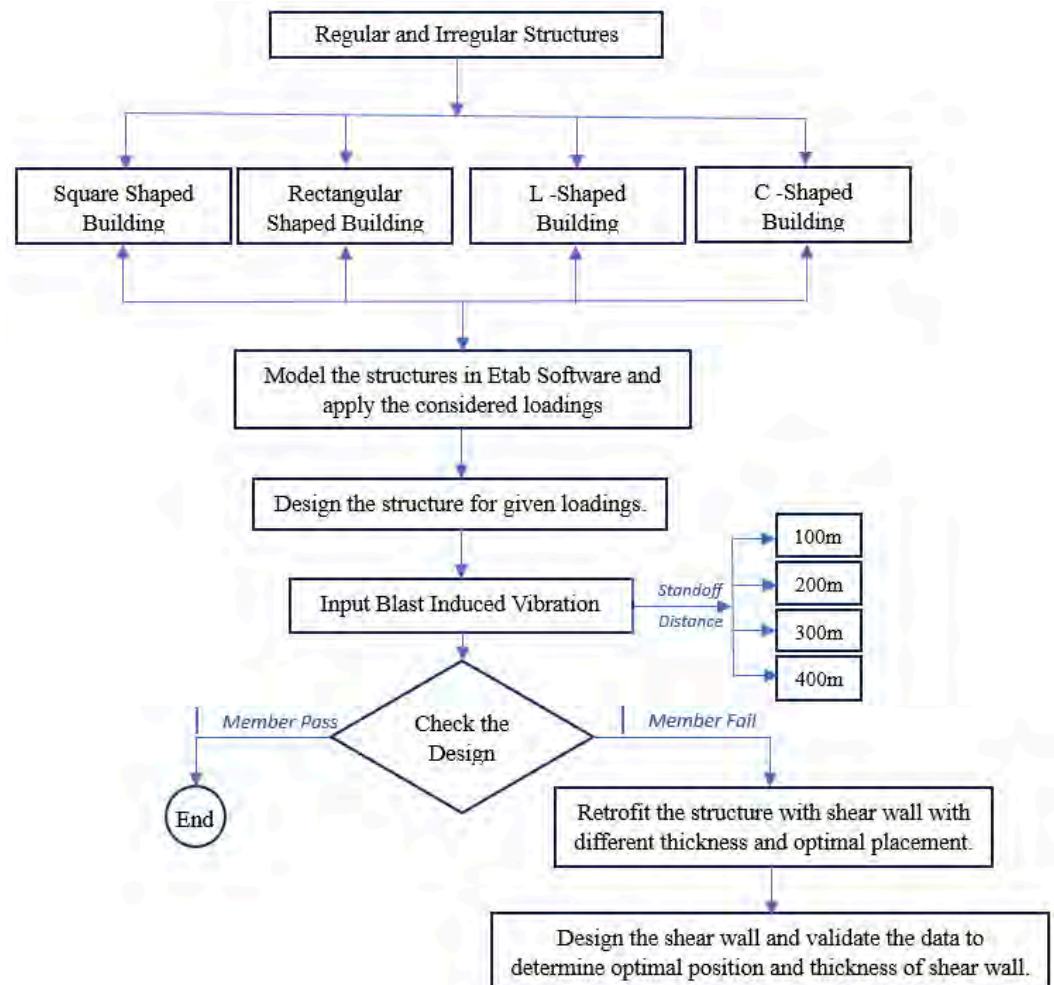 Regular and Irregular Structures
Square Shaped
Building
Rectangular
Shaped Building
L -Shaped
Building
C -Shaped
Building
Model the structures in Etab Software and
apply the considered loadings
Design the structure for given loadings.
Input Blast Induced Vibration
Standoff
Distance
100m
200m
300m
400m
Check the
Design
Member Pass
Member Fail
End
Retrofit the structure with shear wall with
different thickness and optimal placement.
Design the shear wall and validate the data to
determine optimal position and thickness of shear wall.